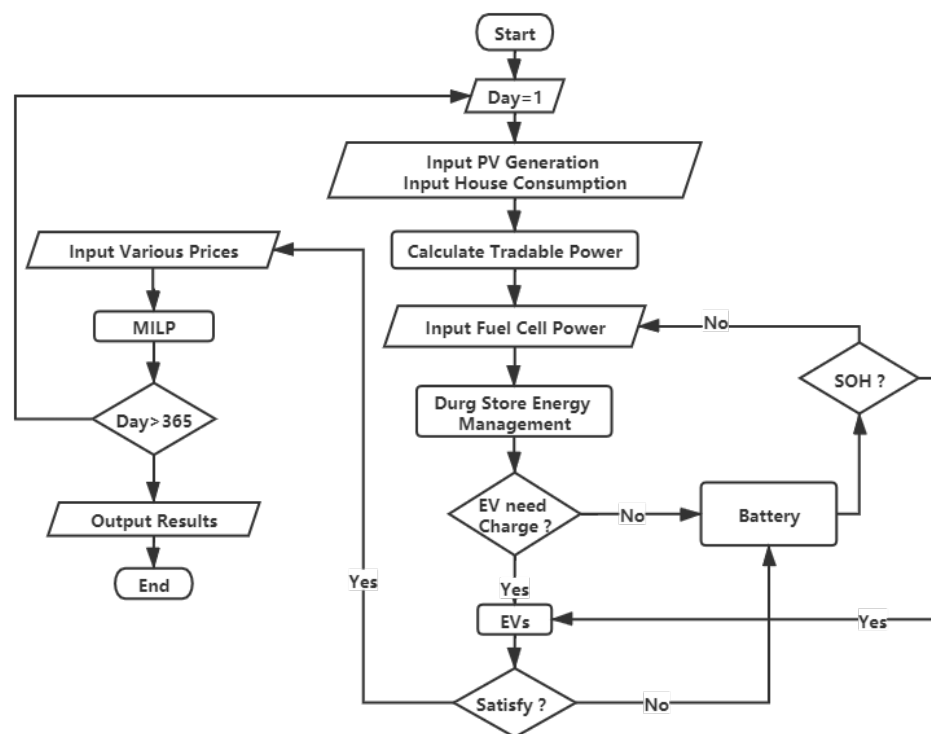 Start
Day=1
Input PV Generation
Input House Consumption
Calculate Tradable Power
Input Fuel Cell Power
Durg Store Energy
Management
EV need
Charge ?
No
Battery
SOH ?
No
Yes
Yes
EVs
Satisfy ?
No
Yes
Input Various Prices
MILP
Day>365
Output Results
End